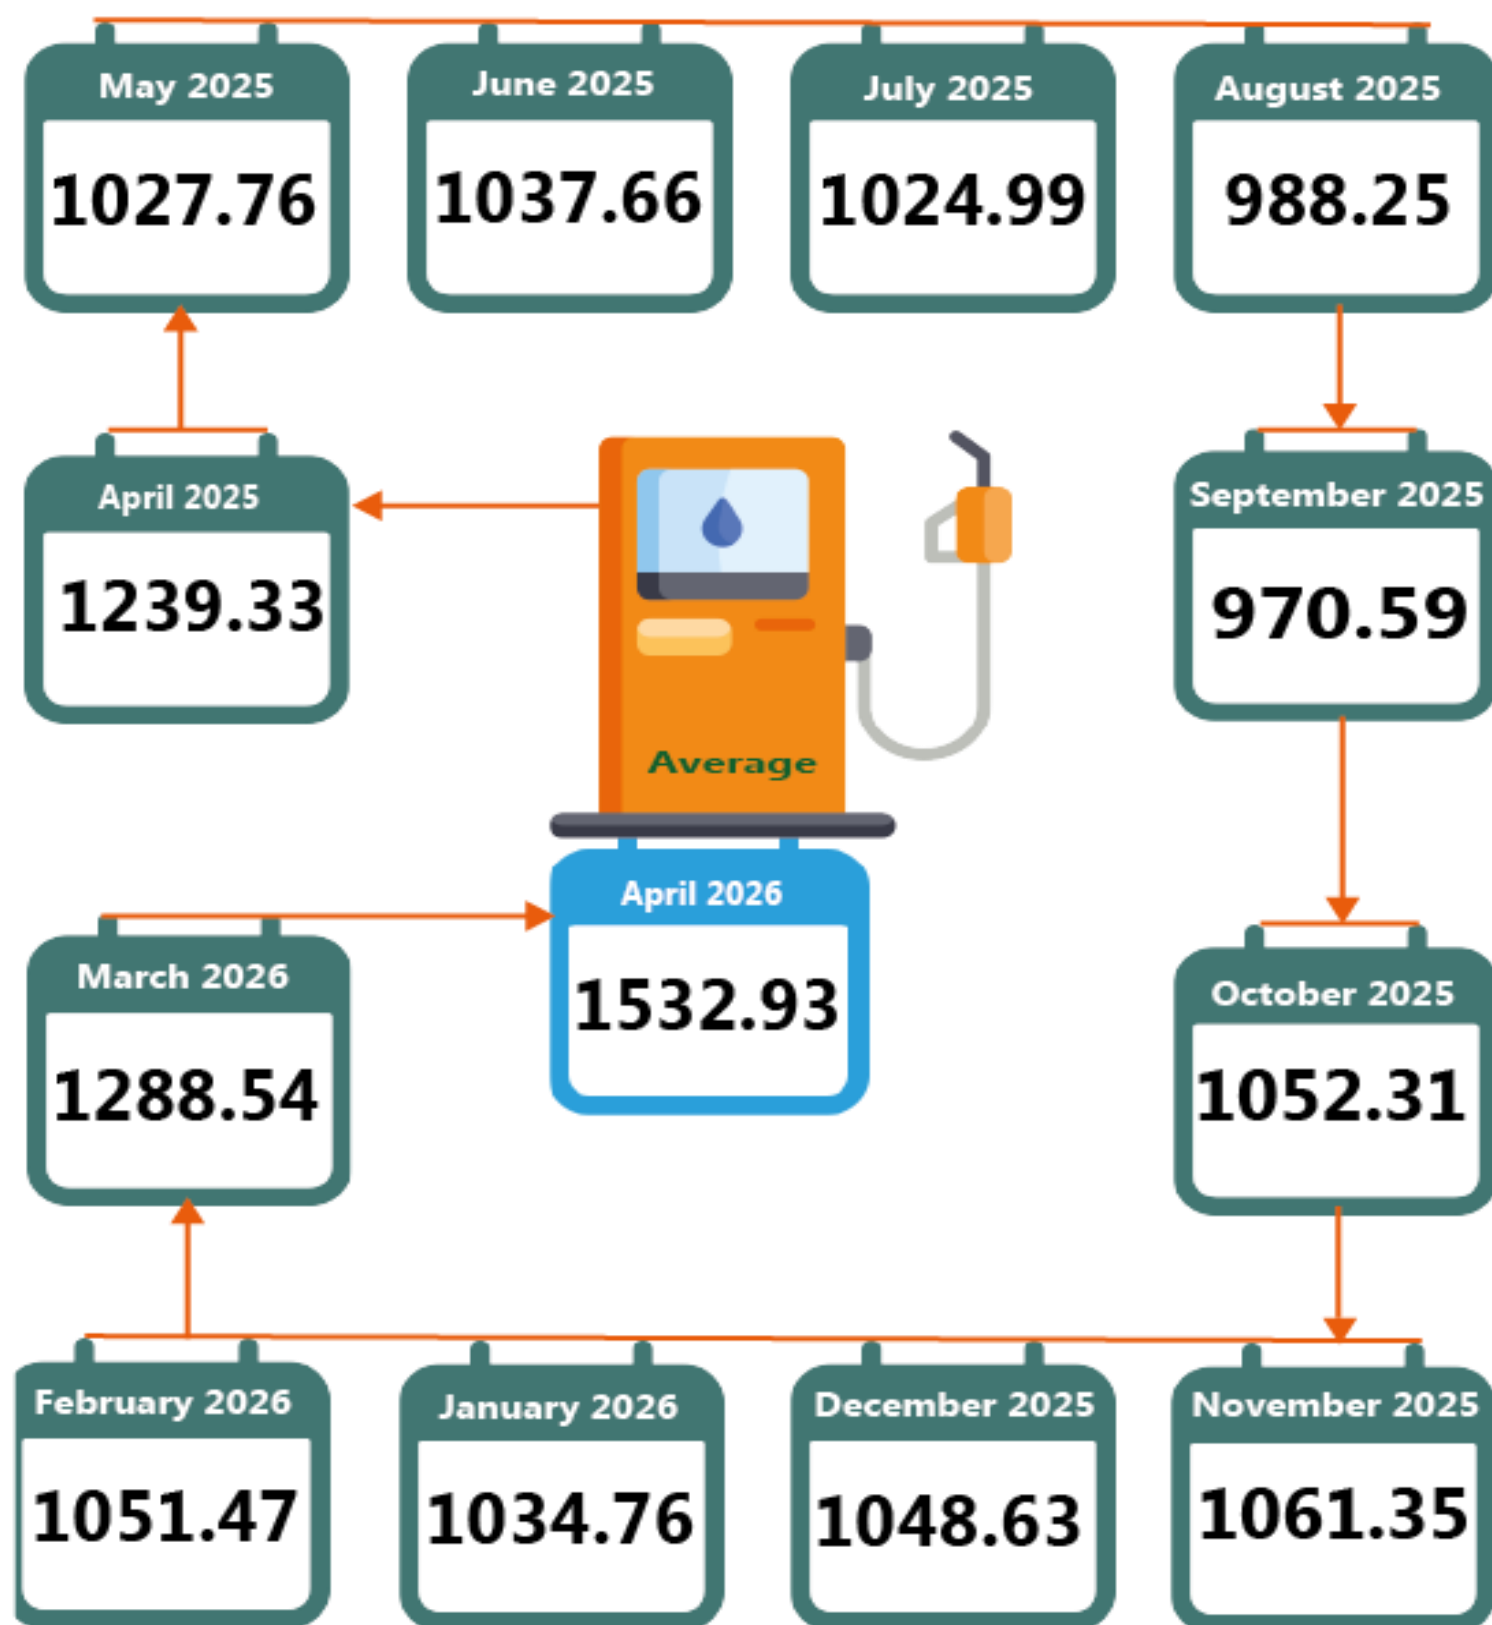 May 2025
1027.76
June 2025
1037.66
July 2025
1024.99
August 2025
988.25
April 2025
1239.33
September 2025
970.59
Average
April 2026
1532.93
March 2026
1288.54
October 2025
1052.31
February 2026
1051.47
January 2026
1034.76
December 2025
1048.63
November 2025
1061.35